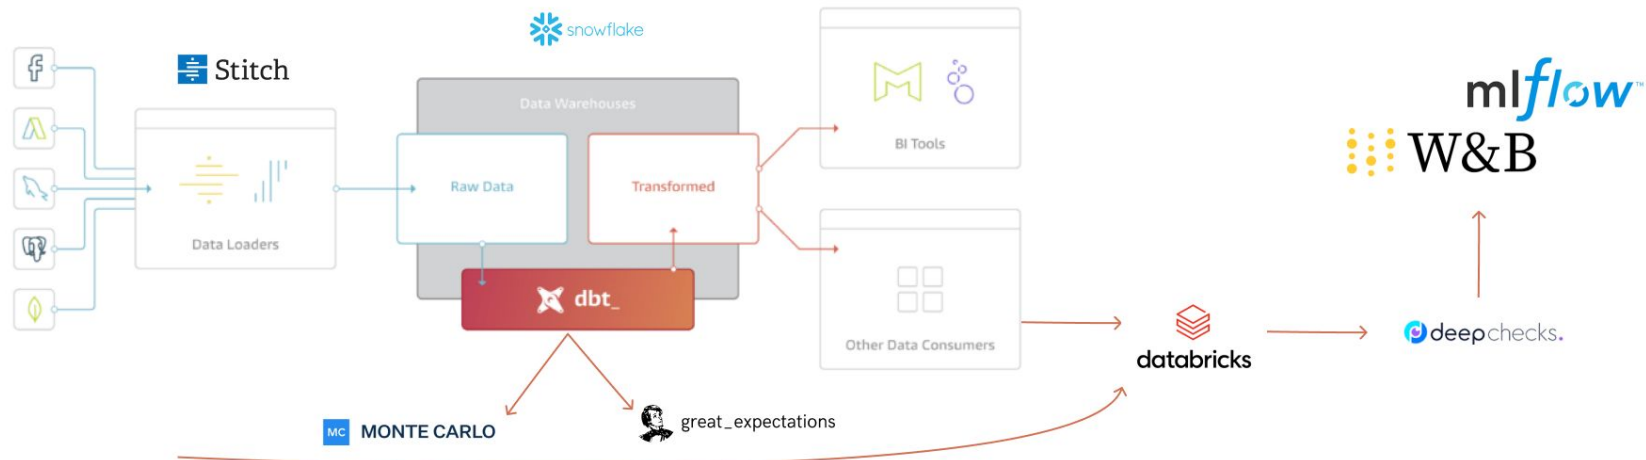 snowflake
Stitch
Data Warehouses
Data Loaders
Raw Data
Transformed
dbt_
BI Tools
Other Data Consumers
mlflow™
W&B
databricks
deepchecks.
MC MONTE CARLO
great_expectations